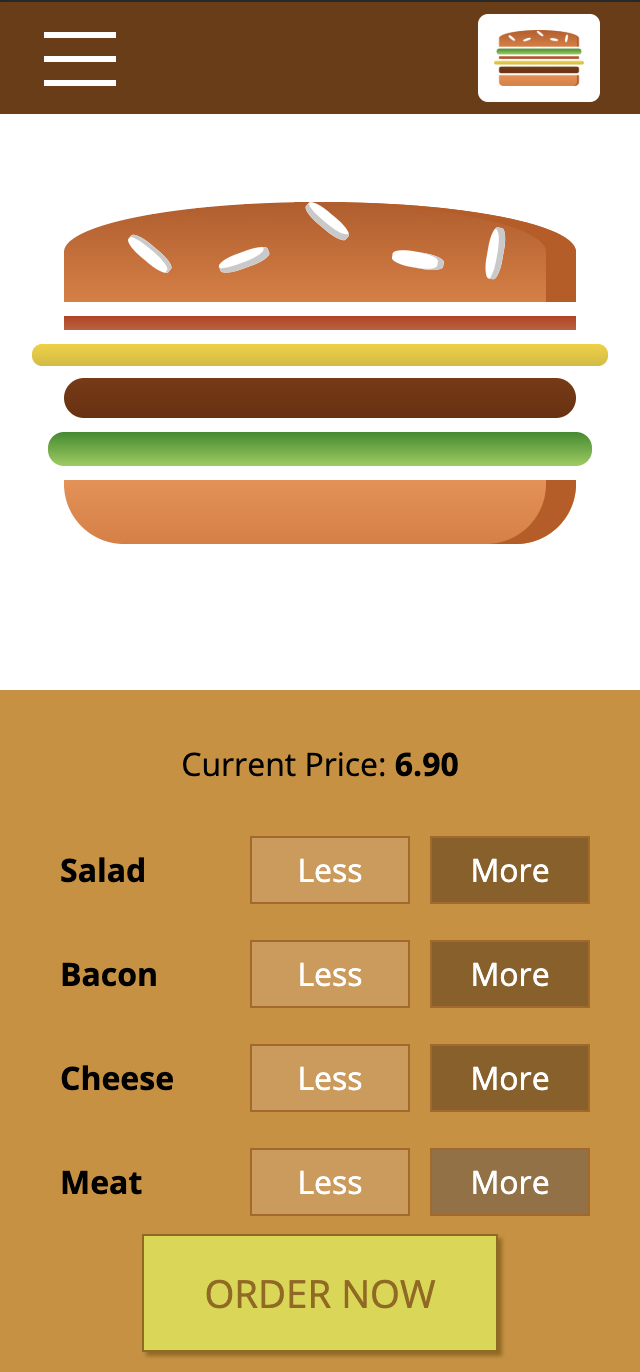 Current Price: 6.90
Salad Less More
Bacon Less More
Cheese Less More
Meat Less More
ORDER NOW